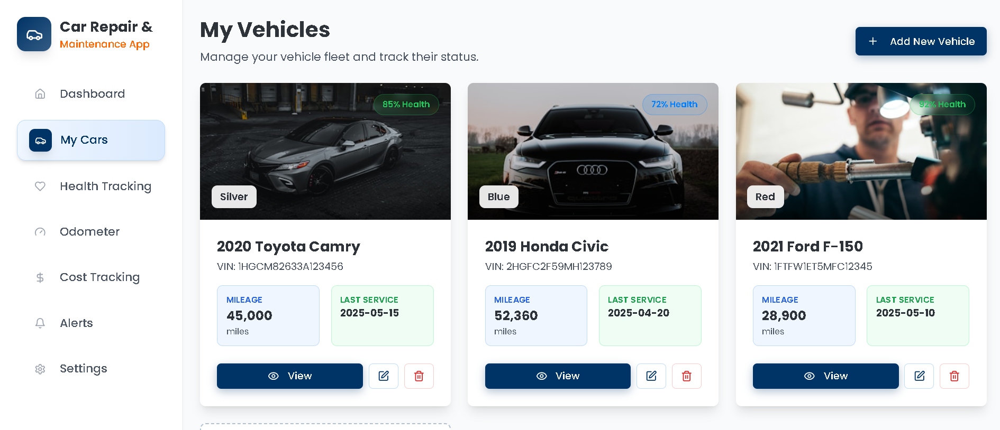 Car Repair &
Maintenance App
Dashboard
My Cars
Health Tracking
Odometer
Cost Tracking
Alerts
Settings
My Vehicles
Manage your vehicle fleet and track their status.
Add New Vehicle
85% Health
Silver
2020 Toyota Camry
VIN: 1HGCM82633A123456
MILEAGE
45,000
miles
LAST SERVICE
2025-05-15
View
72% Health
Blue
2019 Honda Civic
VIN: 2HGFC2F59MH123789
MILEAGE
52,360
miles
LAST SERVICE
2025-04-20
View
92% Health
Red
2021 Ford F-150
VIN: 1FTFW1ET5MFC12345
MILEAGE
28,900
miles
LAST SERVICE
2025-05-10
View